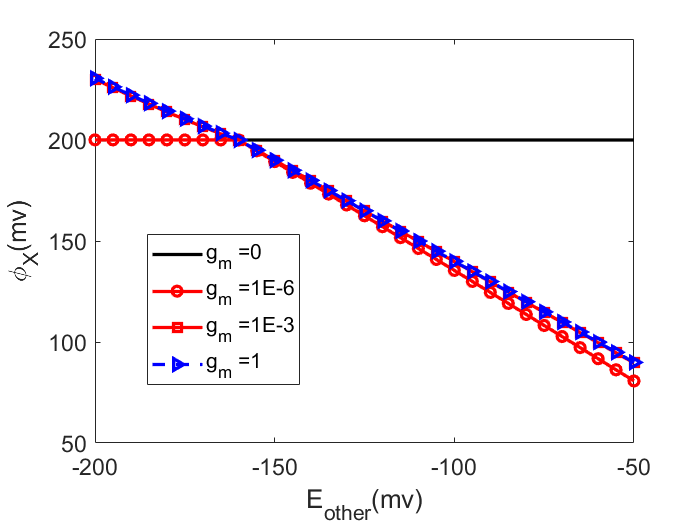 250
200
150
100
50
ϕX(mv)
gm =0
gm =1E-6
gm =1E-3
gm =1
-200
-150
-100
-50
Eother(mv)